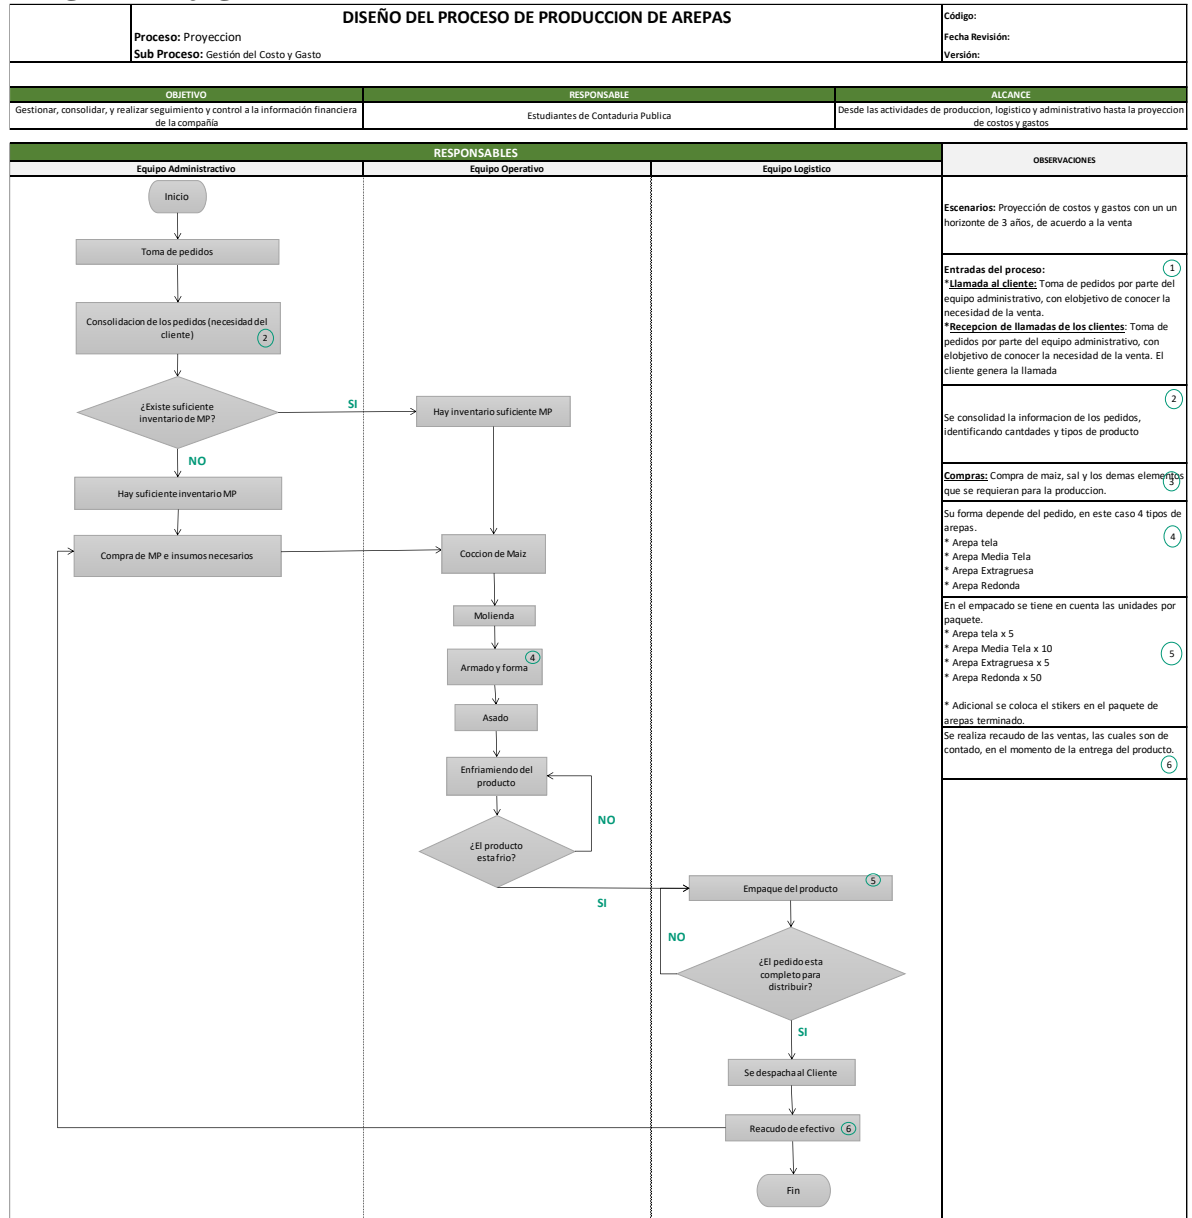 DISEÑO DEL PROCESO DE PRODUCCION DE AREPAS
Proceso: Proyeccion
Sub Proceso: Gestión del Costo y Gasto
Código:
Fecha Revisión:
Versión:
OBJETIVO
RESPONSABLE
ALCANCE
Gestionar, consolidar, y realizar seguimiento y control a la información financiera
de la compañía
Estudiantes de Contaduria Publica
Desde las actividades de produccion, logistico y administrativo hasta la proyeccion
de costos y gastos
RESPONSABLES
OBSERVACIONES
Equipo Administractivo
Equipo Operativo
Equipo Logistico
Inicio
Toma de pedidos
Consolidacion de los pedidos (necesidad del
cliente)
2
¿Existe suficiente
inventario de MP?
SI
Hay inventario suficiente MP
NO
Hay suficiente inventario MP
Compra de MP e insumos necesarios
Coccion de Maiz
Molienda
Armado y forma
4
Asado
Enfriamiendo del
producto
NO
¿El producto
esta frio?
SI
Empaque del producto
5
NO
¿El pedido esta
completo para
distribuir?
SI
Se despacha al Cliente
Reacudo de efectivo
6
Fin
Escenarios: Proyección de costos y gastos con un un
horizonte de 3 años, de acuerdo a la venta
Entradas del proceso:
1
*Llamada al cliente: Toma de pedidos por parte del
equipo administrativo, con elobjetivo de conocer la
necesidad de la venta.
*Recepcion de llamadas de los clientes: Toma de
pedidos por parte del equipo administrativo, con
elobjetivo de conocer la necesidad de la venta. El
cliente genera la llamada
2
Se consolidad la informacion de los pedidos,
identificando cantdades y tipos de producto
Compras: Compra de maiz, sal y los demas elementos
que se requieran para la produccion.
3
Su forma depende del pedido, en este caso 4 tipos de
arepas.
* Arepa tela
* Arepa Media Tela
* Arepa Extragruesa
* Arepa Redonda
4
En el empacado se tiene en cuenta las unidades por
paquete.
* Arepa tela x 5
* Arepa Media Tela x 10
* Arepa Extragruesa x 5
* Arepa Redonda x 50
5
* Adicional se coloca el stikers en el paquete de
arepas terminado.
Se realiza recaudo de las ventas, las cuales son de
contado, en el momento de la entrega del producto.
6